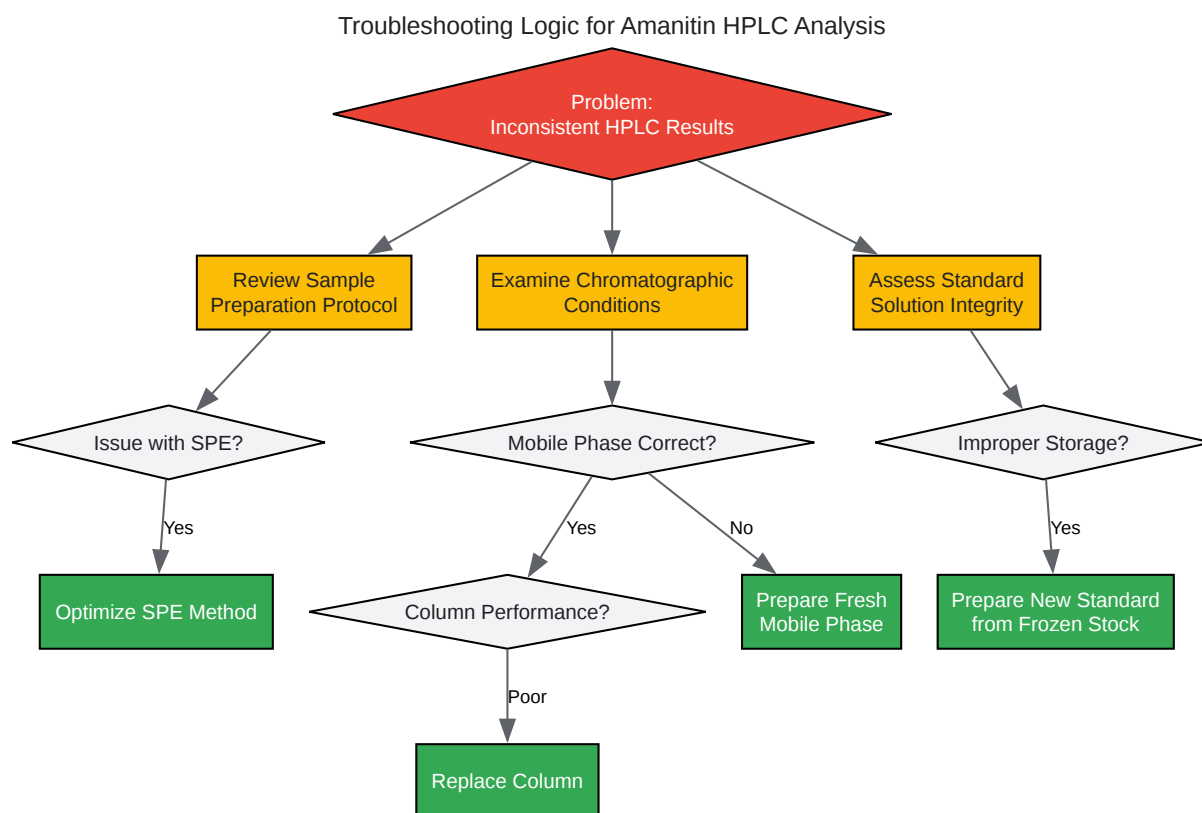 Troubleshooting Logic for Amanitin HPLC Analysis
Problem:
Inconsistent HPLC Results
Review Sample
Preparation Protocol
Examine Chromatographic
Conditions
Assess Standard
Solution Integrity
Issue with SPE?
Mobile Phase Correct?
Improper Storage?
Yes
Yes
No
Yes
Optimize SPE Method
Column Performance?
Prepare Fresh
Mobile Phase
Prepare New Standard
from Frozen Stock
Poor
Replace Column